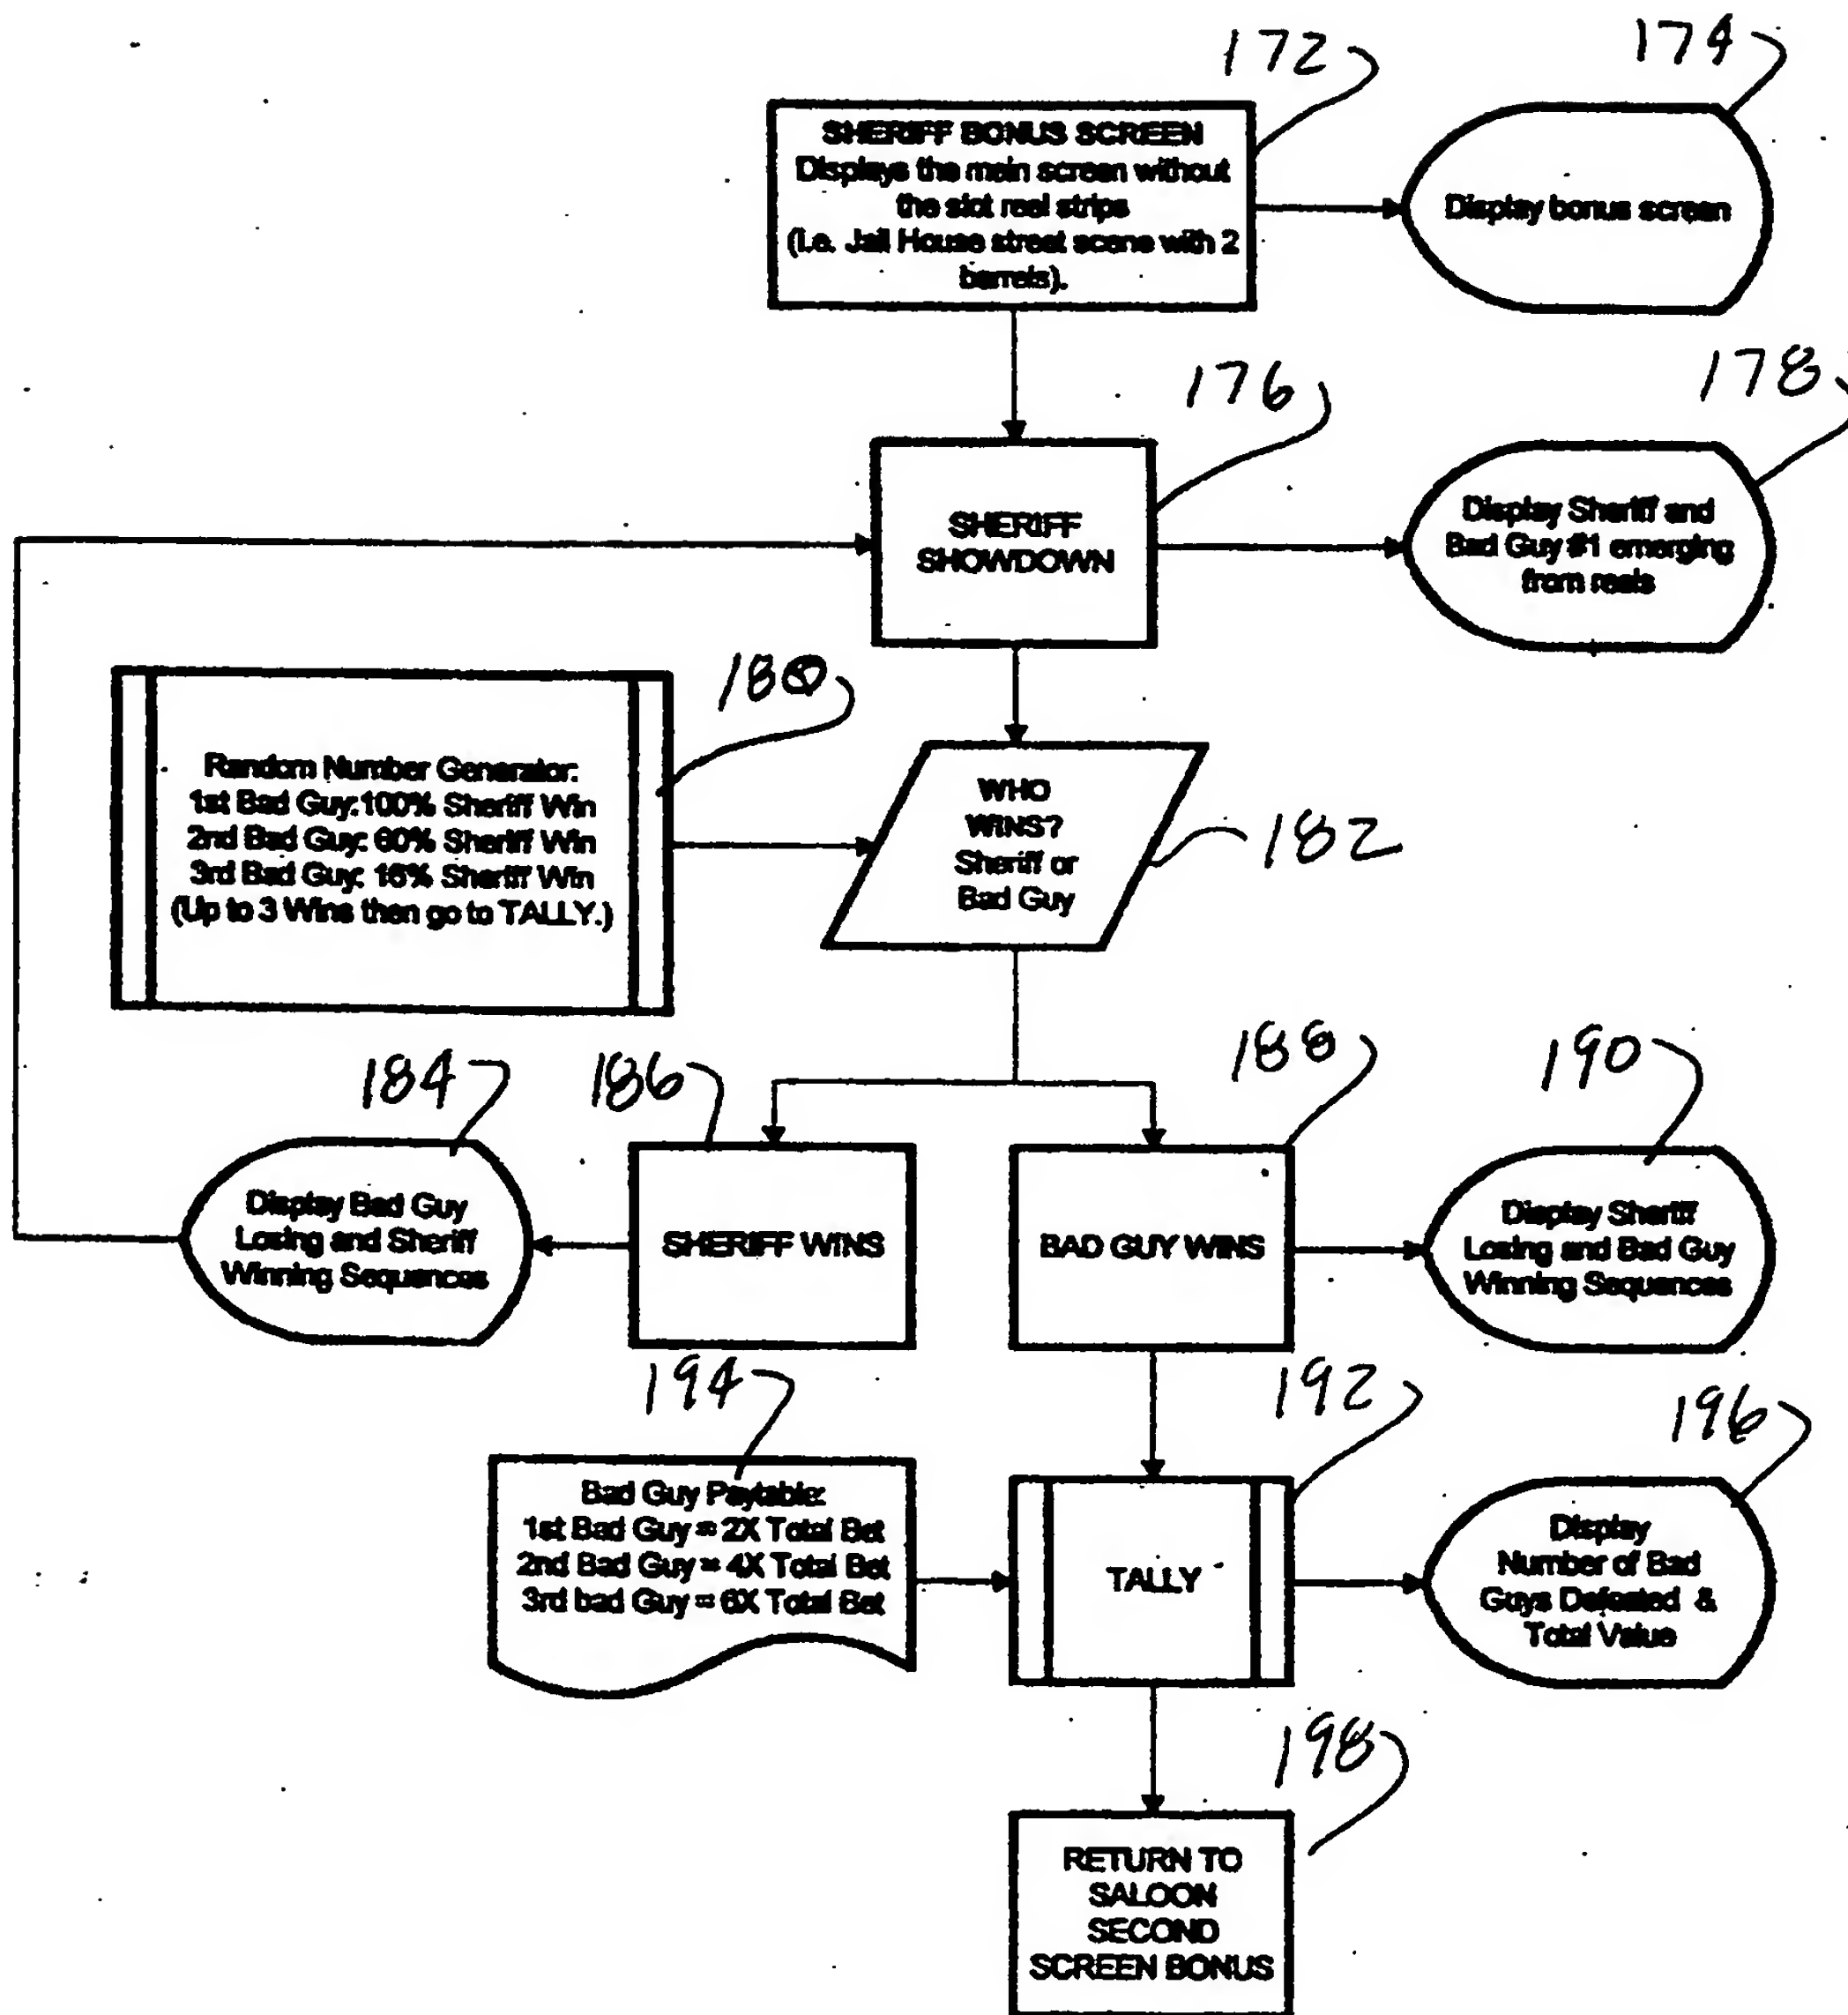 172
174
SHERIFF BONUS SCREEN
Displays the main screen without
the slot reel strips
(i.e. Jail House street scene with 2
barrels).
Display bonus screen
176
178
SHERIFF
SHOWDOWN
Display Sheriff and
Bad Guy #1 emerging
from reels
180
Random Number Generator:
1st Bad Guy:100% Sheriff Win
2nd Bad Guy: Sheriff Win
3rd Bad Guy: Sheriff Win
(Up to 3 Wins then go to TALLY.)
WHO
WINS?
Sheriff or
Bad Guy
182
184
186
188
190
Display Bad Guy
Losing and Sheriff
Winning Sequences
SHERIFF WINS
BAD GUY WINS
Display Sheriff
Losing and Bad Guy
Winning Sequences
194
192
196
Bad Guy Paytable:
1st Bad Guy = 2X Total Bet
2nd Bad Guy = 4X Total Bet
3rd bad Guy = 6X Total Bet
TALLY
Display
Number of Bad
Guys Defeated &
Total Value
198
RETURN TO
SALOON
SECOND
SCREEN BONUS